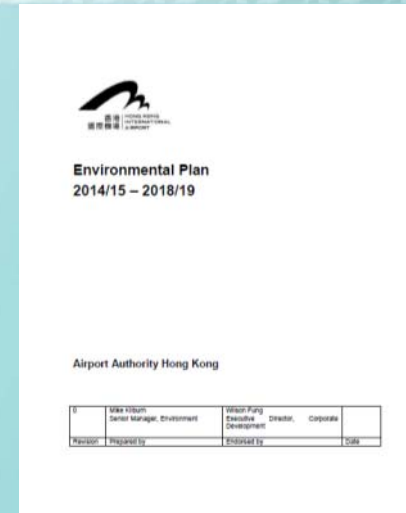 香港 HONG KONG
國際機場 INTERNATIONAL
AIRPORT
Environmental Plan
2014/15 – 2018/19
Airport Authority Hong Kong
0 Mike Kilburn Wilson Fung
Senior Manager, Environment Executive Director, Corporate
Development
Revision Prepared by Endorsed by Date